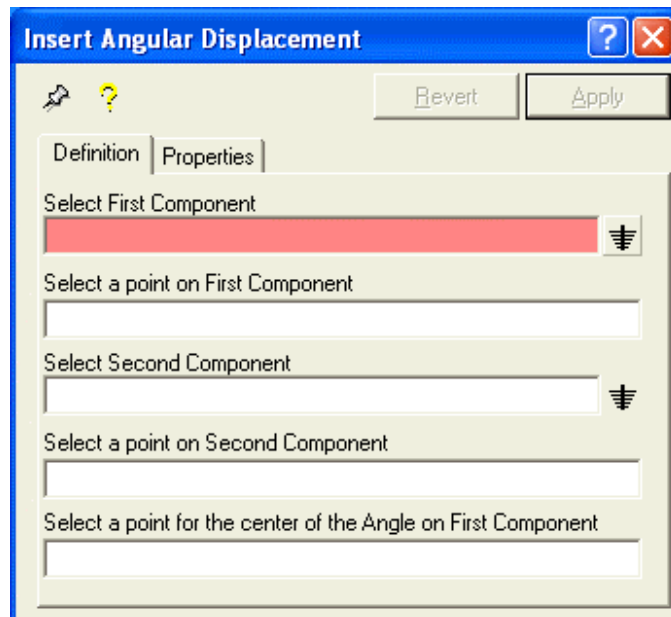 Insert Angular Displacement
? Revert Apply
Definition Properties
Select First Component
Select a point on First Component
Select Second Component
Select a point on Second Component
Select a point for the center of the Angle on First Component